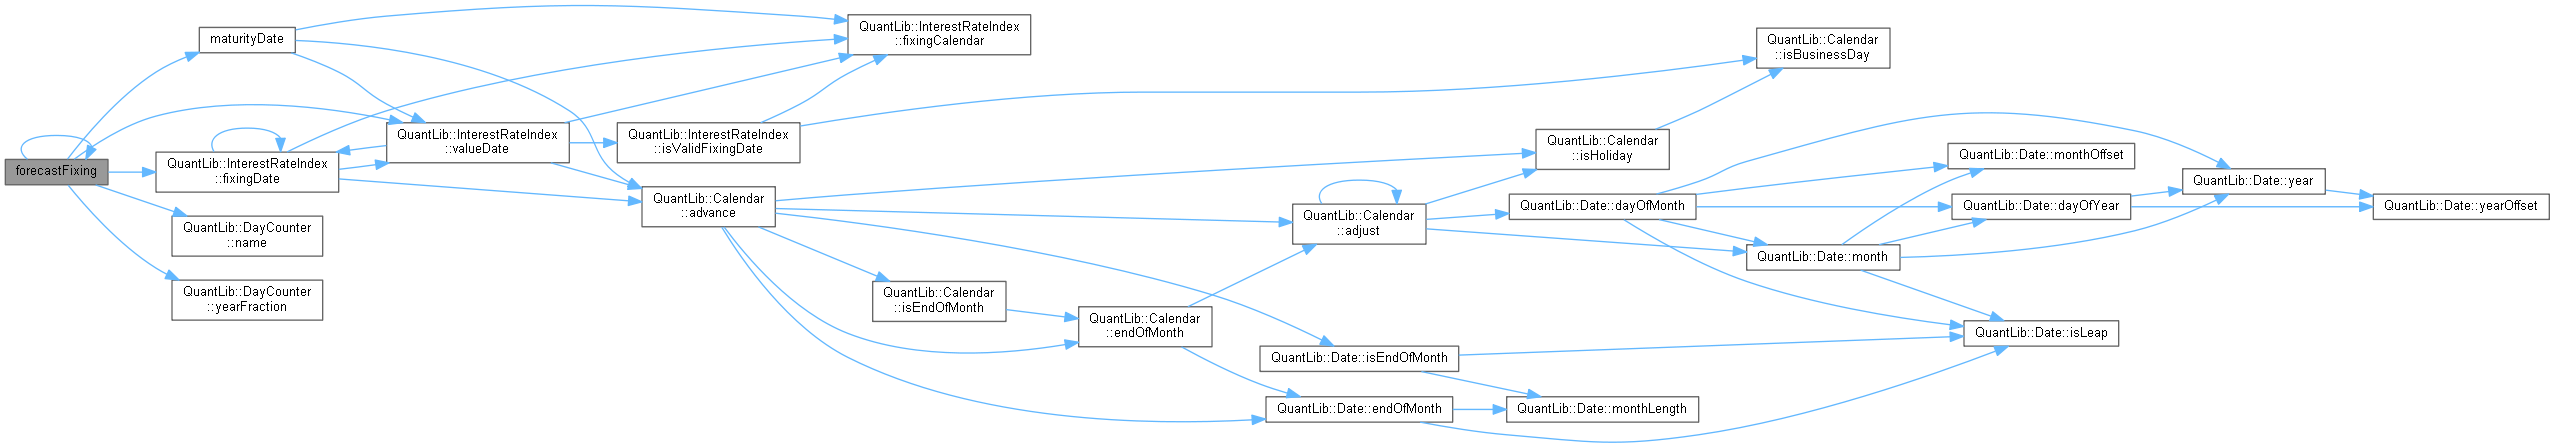 forecastFixing
maturityDate
QuantLib::InterestRateIndex
::fixingDate
QuantLib::DayCounter
::name
QuantLib::DayCounter
::yearFraction
QuantLib::InterestRateIndex
::valueDate
QuantLib::InterestRateIndex
::isValidFixingDate
QuantLib::InterestRateIndex
::fixingCalendar
QuantLib::Calendar
::advance
QuantLib::Calendar
::isEndOfMonth
QuantLib::Calendar
::endOfMonth
QuantLib::Calendar
::adjust
QuantLib::Date::isEndOfMonth
QuantLib::Date::endOfMonth
QuantLib::Calendar
::isHoliday
QuantLib::Date::dayOfMonth
QuantLib::Date::monthLength
QuantLib::Calendar
::isBusinessDay
QuantLib::Date::month
QuantLib::Date::monthOffset
QuantLib::Date::dayOfYear
QuantLib::Date::isLeap
QuantLib::Date::year
QuantLib::Date::yearOffset